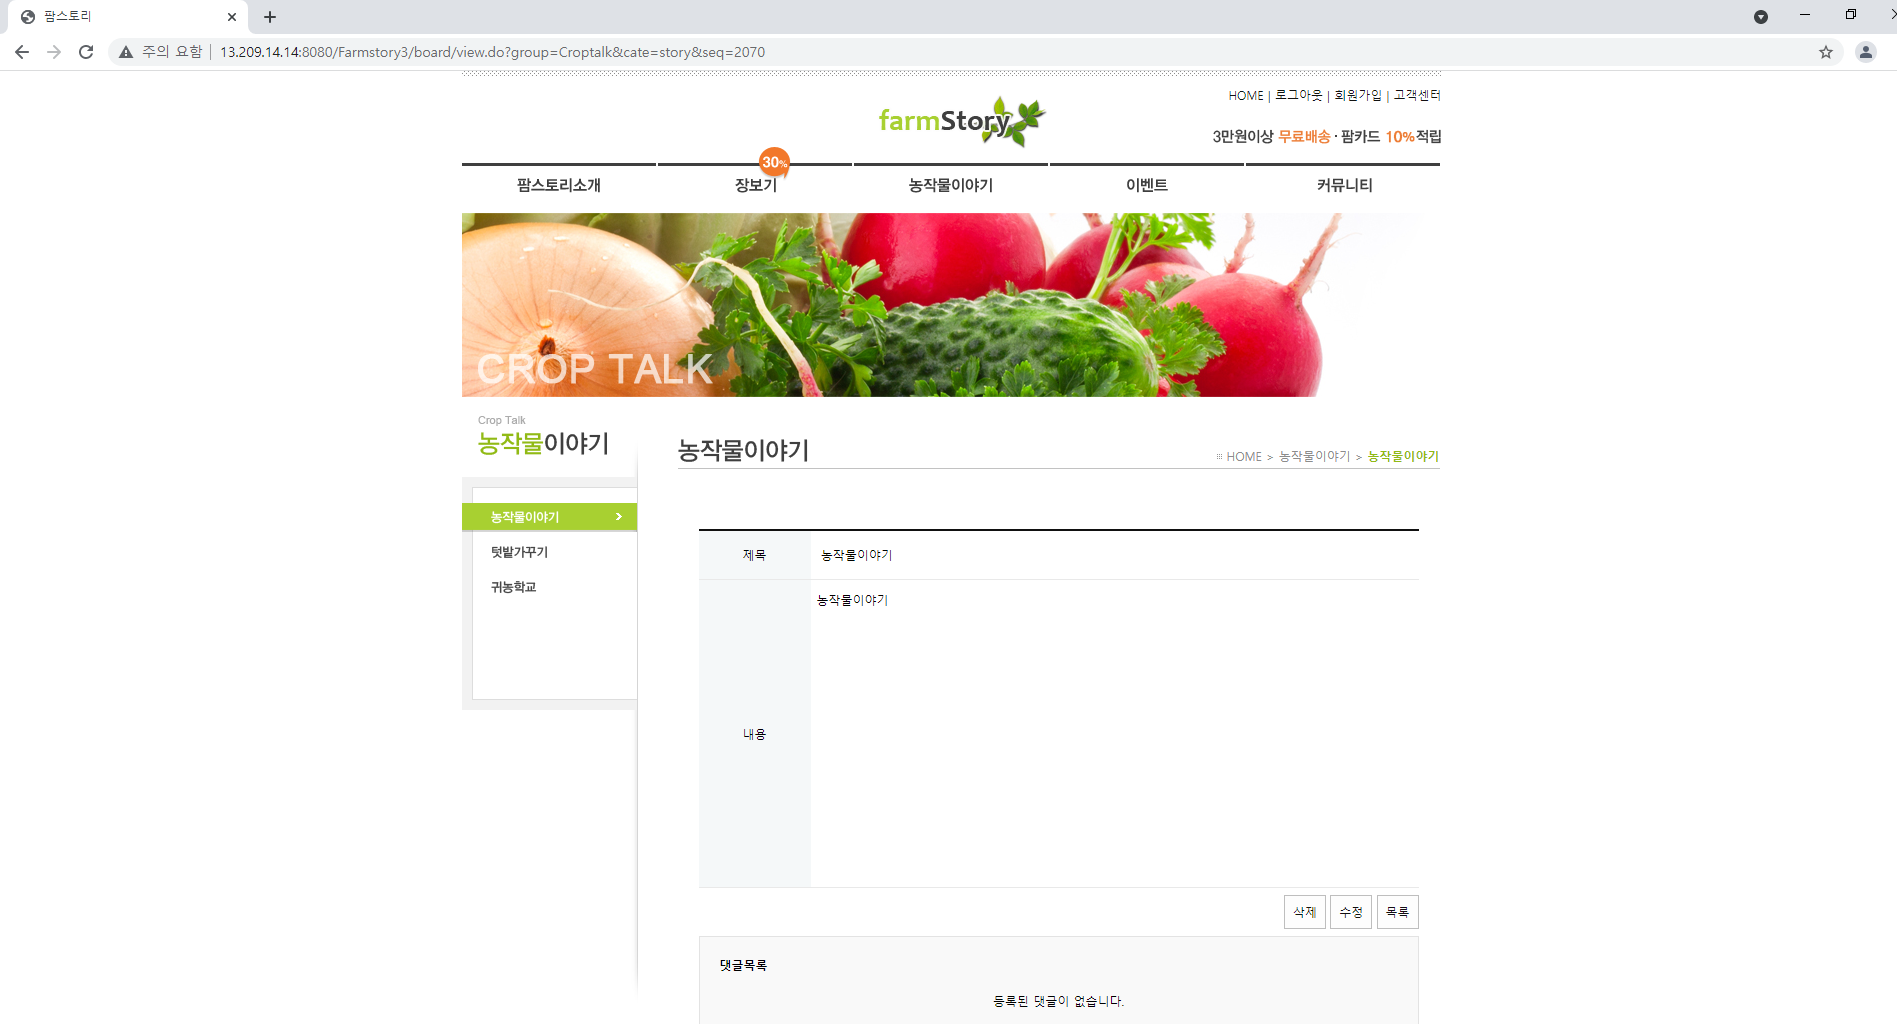 팜스토리
주의 요함 | 13.209.14.14:8080/Farmstory3/board/view.do?group=Croptalk&cate=story&seq=2070
HOME | 로그아웃 | 회원가입 | 고객센터
farmStory
3만원이상 무료배송 · 팜카드 10%적립
30%
팜스토리소개 장보기 농작물이야기 이벤트 커뮤니티
CROP TALK
Crop Talk
농작물이야기
농작물이야기
HOME > 농작물이야기 > 농작물이야기
농작물이야기
텃밭가꾸기
귀농학교
제목 농작물이야기
내용 농작물이야기
삭제 수정 목록
댓글목록
등록된 댓글이 없습니다.